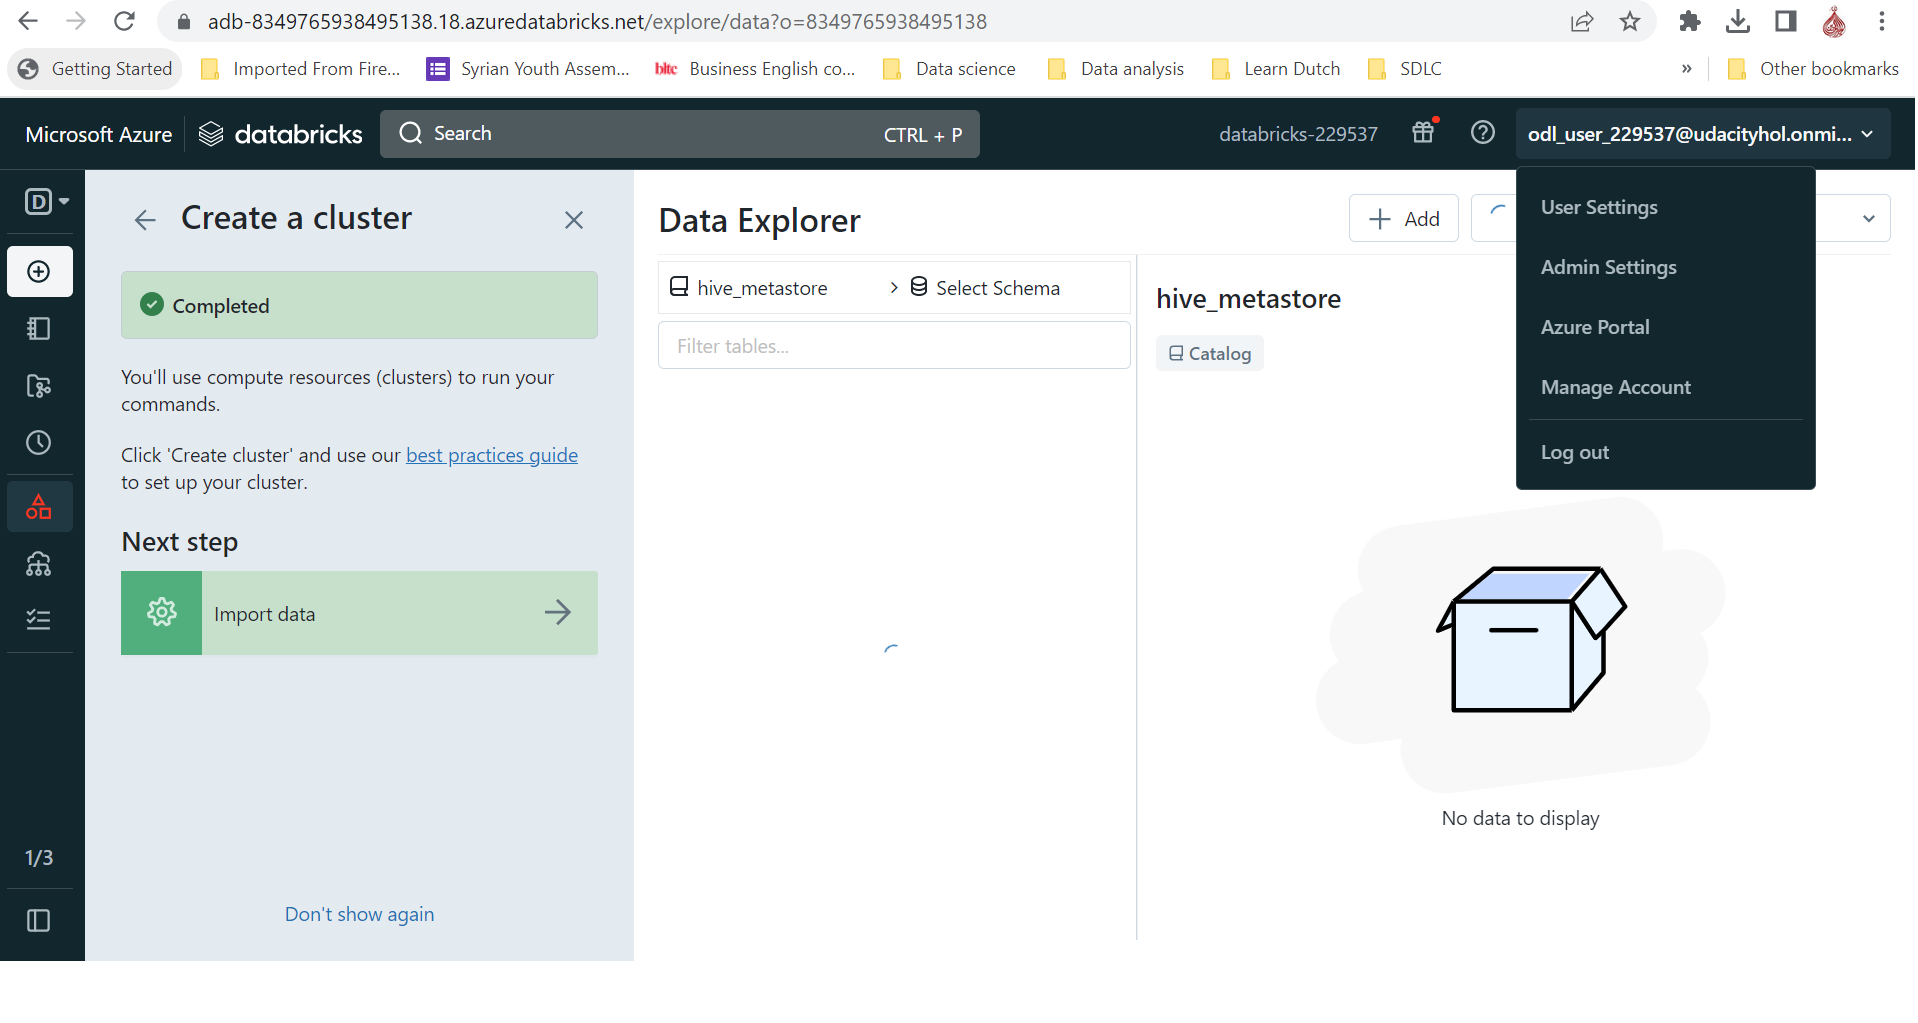 adb-8349765938495138.18.azuredatabricks.net/explore/data?o=8349765938495138
Getting Started
Imported From Fire...
Syrian Youth Assem...
bltc Business English co...
Data science
Data analysis
Learn Dutch
SDLC
»
Other bookmarks
Microsoft Azure
databricks
Search
CTRL + P
databricks-229537
odl_user_229537@udacityhol.onmi...
D
Create a cluster
Completed
You'll use compute resources (clusters) to run your
commands.
Click 'Create cluster' and use our best practices guide
to set up your cluster.
Next step
Import data
Don't show again
1/3
Data Explorer
Add
hive_metastore
Select Schema
Filter tables...
hive_metastore
Catalog
No data to display
User Settings
Admin Settings
Azure Portal
Manage Account
Log out